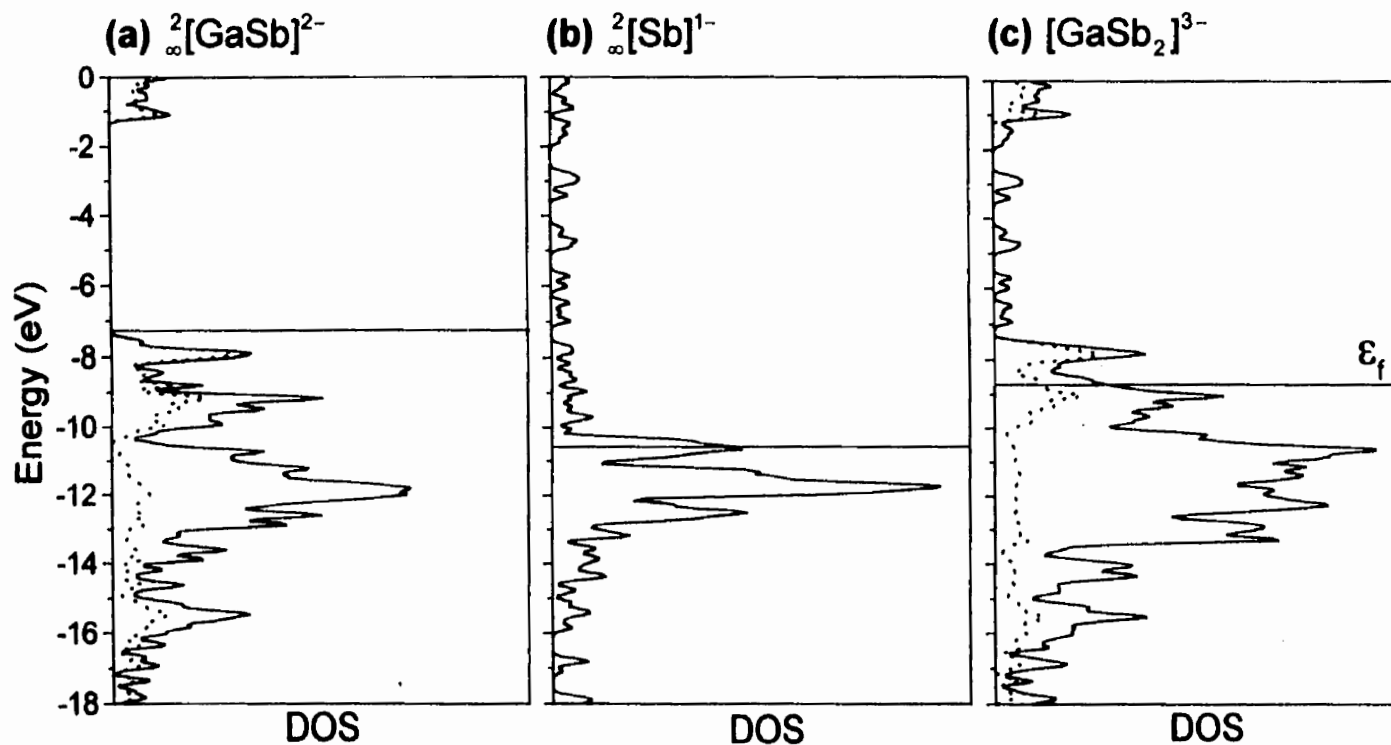 (a) ²∞[GaSb]²⁻
(b) ²∞[Sb]¹⁻
(c) [GaSb₂]³⁻
Energy (eV)
0
-2
-4
-6
-8
-10
-12
-14
-16
-18
εf
DOS
DOS
DOS